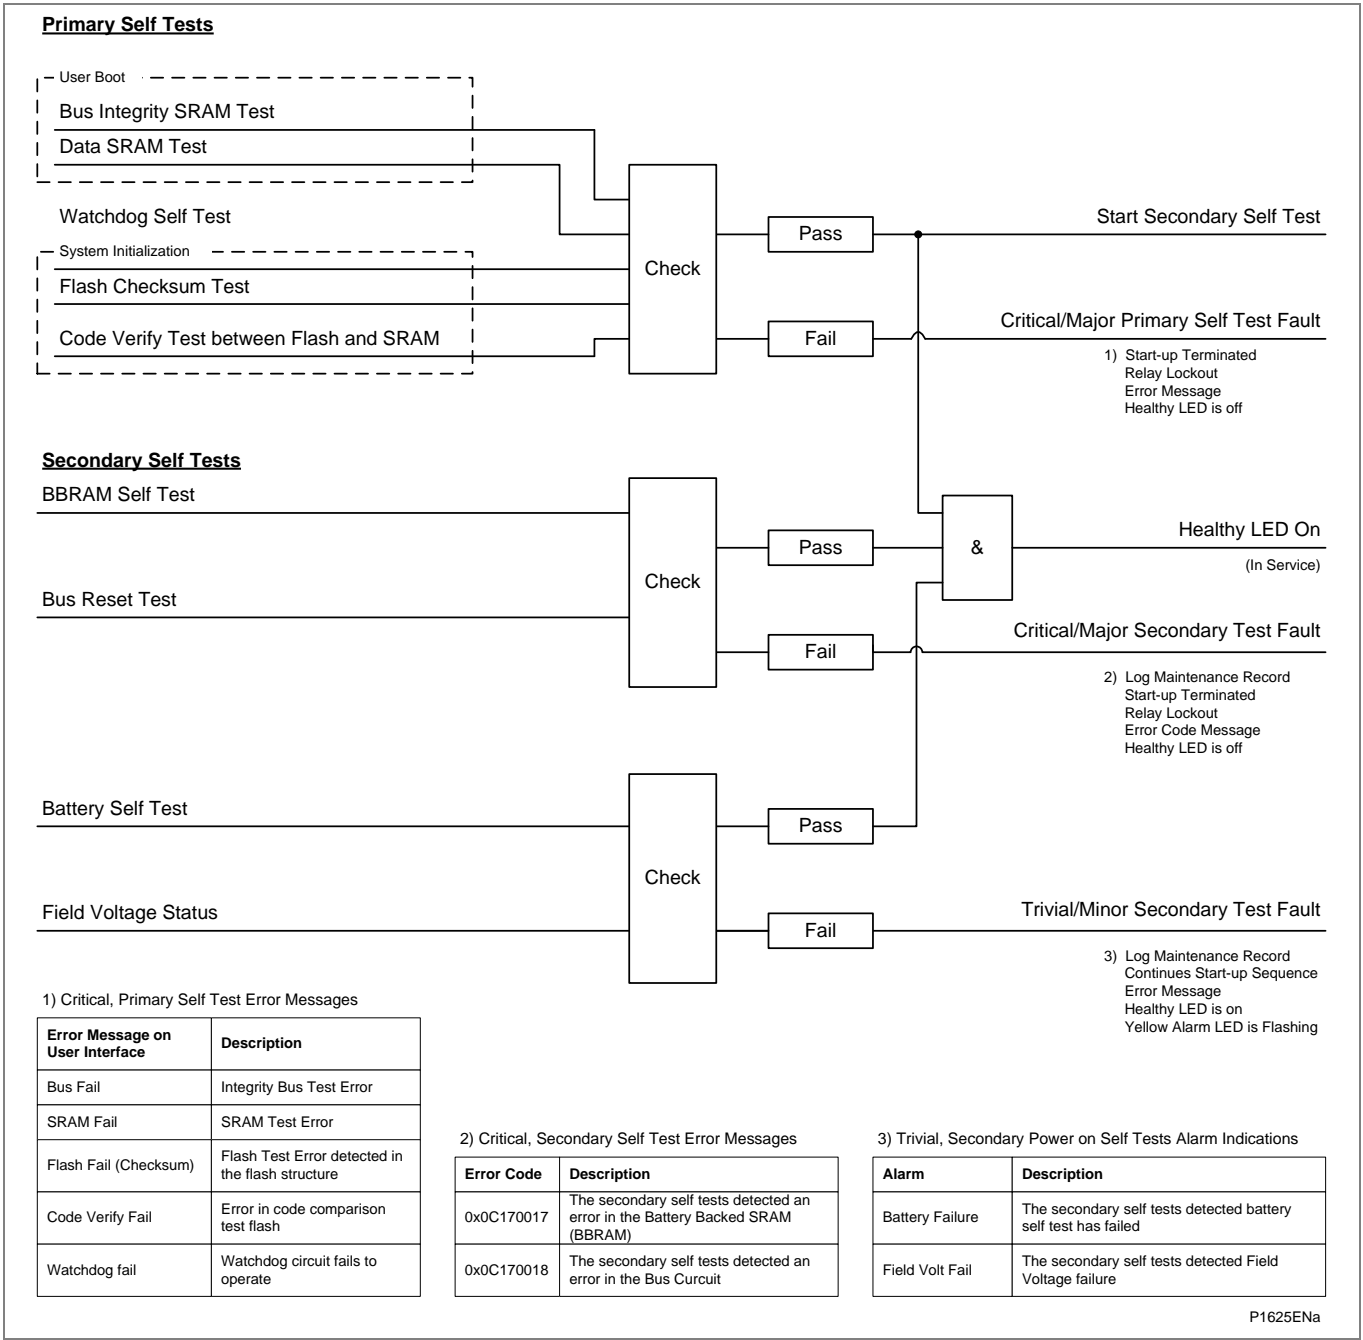 Primary Self Tests
User Boot
Bus Integrity SRAM Test
Data SRAM Test
Watchdog Self Test
System Initialization
Flash Checksum Test
Code Verify Test between Flash and SRAM
Check
Pass
Fail
Start Secondary Self Test
Critical/Major Primary Self Test Fault
1) Start-up Terminated
Relay Lockout
Error Message
Healthy LED is off
Secondary Self Tests
BBRAM Self Test
Bus Reset Test
Check
Pass
Fail
&
Healthy LED On
(In Service)
Critical/Major Secondary Test Fault
2) Log Maintenance Record
Start-up Terminated
Relay Lockout
Error Code Message
Healthy LED is off
Battery Self Test
Field Voltage Status
Check
Pass
Fail
Trivial/Minor Secondary Test Fault
3) Log Maintenance Record
Continues Start-up Sequence
Error Message
Healthy LED is on
Yellow Alarm LED is Flashing
1) Critical, Primary Self Test Error Messages
Error Message on
User Interface
Description
Bus Fail
Integrity Bus Test Error
SRAM Fail
SRAM Test Error
Flash Fail (Checksum)
Flash Test Error detected in
the flash structure
Code Verify Fail
Error in code comparison
test flash
Watchdog fail
Watchdog circuit fails to
operate
2) Critical, Secondary Self Test Error Messages
Error Code
Description
0x0C170017
The secondary self tests detected an
error in the Battery Backed SRAM
(BBRAM)
0x0C170018
The secondary self tests detected an
error in the Bus Curcuit
3) Trivial, Secondary Power on Self Tests Alarm Indications
Alarm
Description
Battery Failure
The secondary self tests detected battery
self test has failed
Field Volt Fail
The secondary self tests detected Field
Voltage failure
P1625ENa